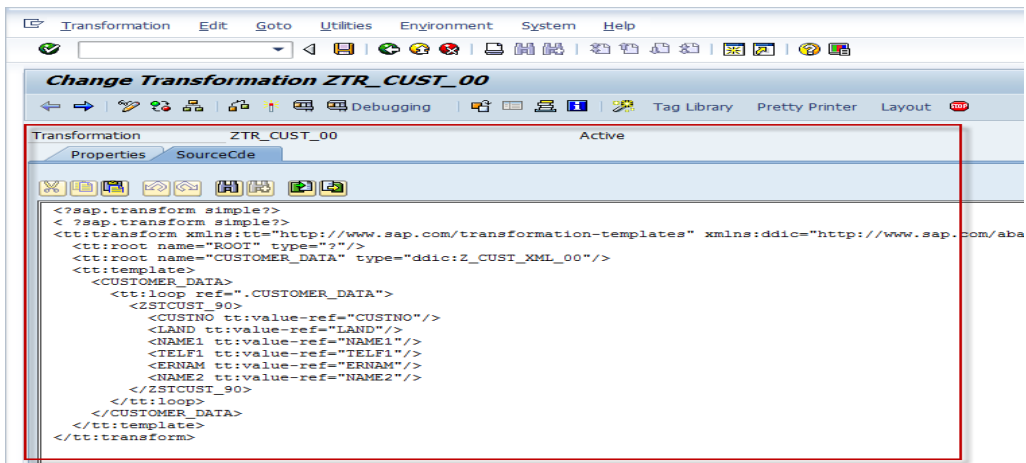 Transformation Edit Goto Utilities Environment System Help
Change Transformation ZTR_CUST_00
Debugging Tag Library Pretty Printer Layout
Transformation ZTR_CUST_00 Active
Properties SourceCde
<?sap.transform simple?>
< ?sap.transform simple?>
<tt:transform xmlns:tt="http://www.sap.com/transformation-templates" xmlns:ddic="http://www.sap.com/aba
<tt:root name="ROOT" type="?"/>
<tt:root name="CUSTOMER_DATA" type="ddic:Z_CUST_XML_00"/>
<tt:template>
<CUSTOMER_DATA>
<tt:loop ref=".CUSTOMER_DATA">
<ZSTCUST_90>
<CUSTNO tt:value-ref="CUSTNO"/>
<LAND tt:value-ref="LAND"/>
<NAME1 tt:value-ref="NAME1"/>
<TELF1 tt:value-ref="TELF1"/>
<ERNAM tt:value-ref="ERNAM"/>
<NAME2 tt:value-ref="NAME2"/>
</ZSTCUST_90>
</tt:loop>
</CUSTOMER_DATA>
</tt:template>
</tt:transform>